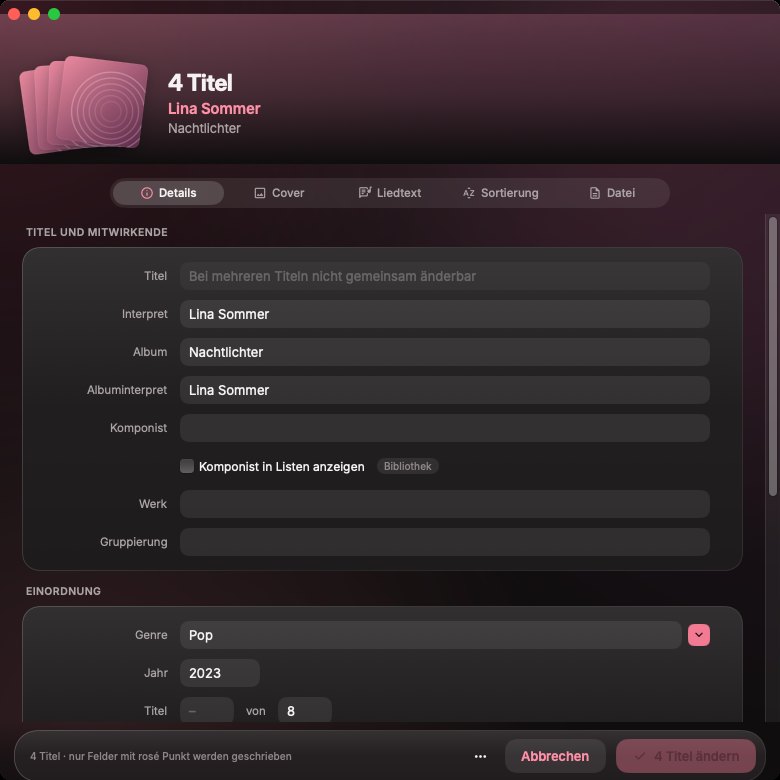 4 Titel
Lina Sommer
Nachtlichter
Details Cover Liedtext Sortierung Datei
TITEL UND MITWIRKENDE
Titel Bei mehreren Titeln nicht gemeinsam änderbar
Interpret Lina Sommer
Album Nachtlichter
Albuminterpret Lina Sommer
Komponist
Komponist in Listen anzeigen Bibliothek
Werk
Gruppierung
EINORDNUNG
Genre Pop
Jahr 2023
Titel – von 8
4 Titel · nur Felder mit rosé Punkt werden geschrieben ••• Abbrechen 4 Titel ändern